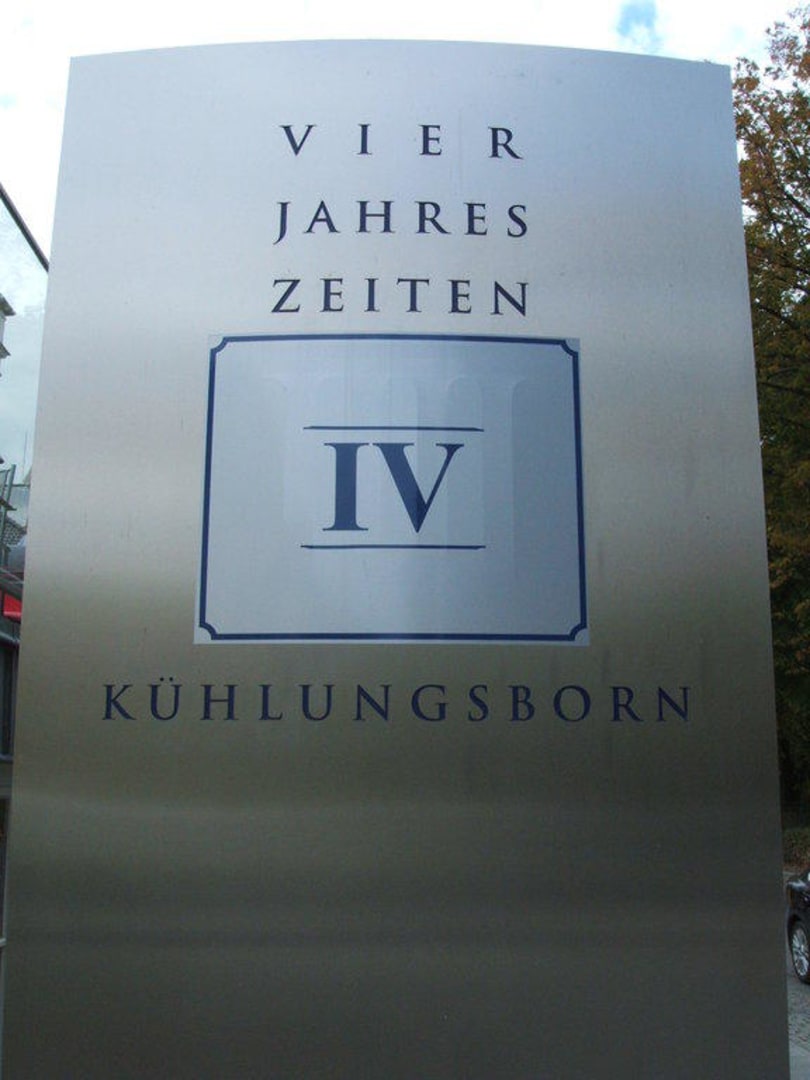 VIER
JAHRES
ZEITEN
IV
KÜHLUNGSBORN